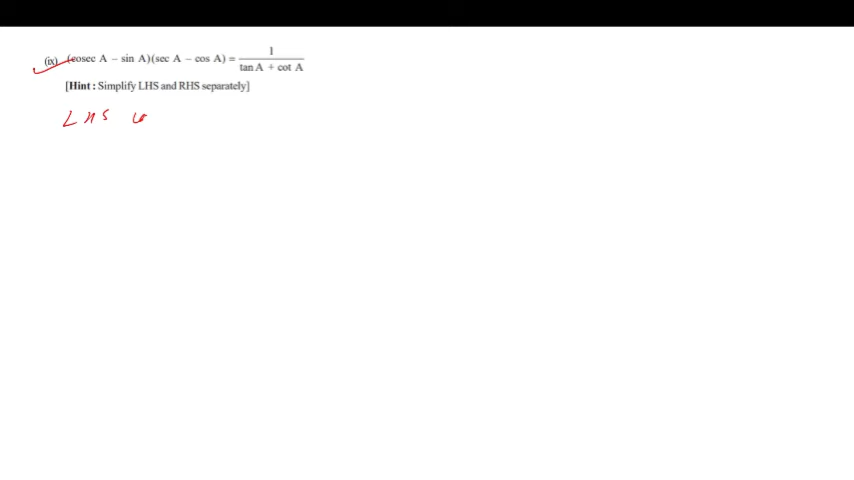 (ix) (cosec A – sin A)(sec A – cos A) = 1 / (tan A + cot A)
[Hint : Simplify LHS and RHS separately]
LHS